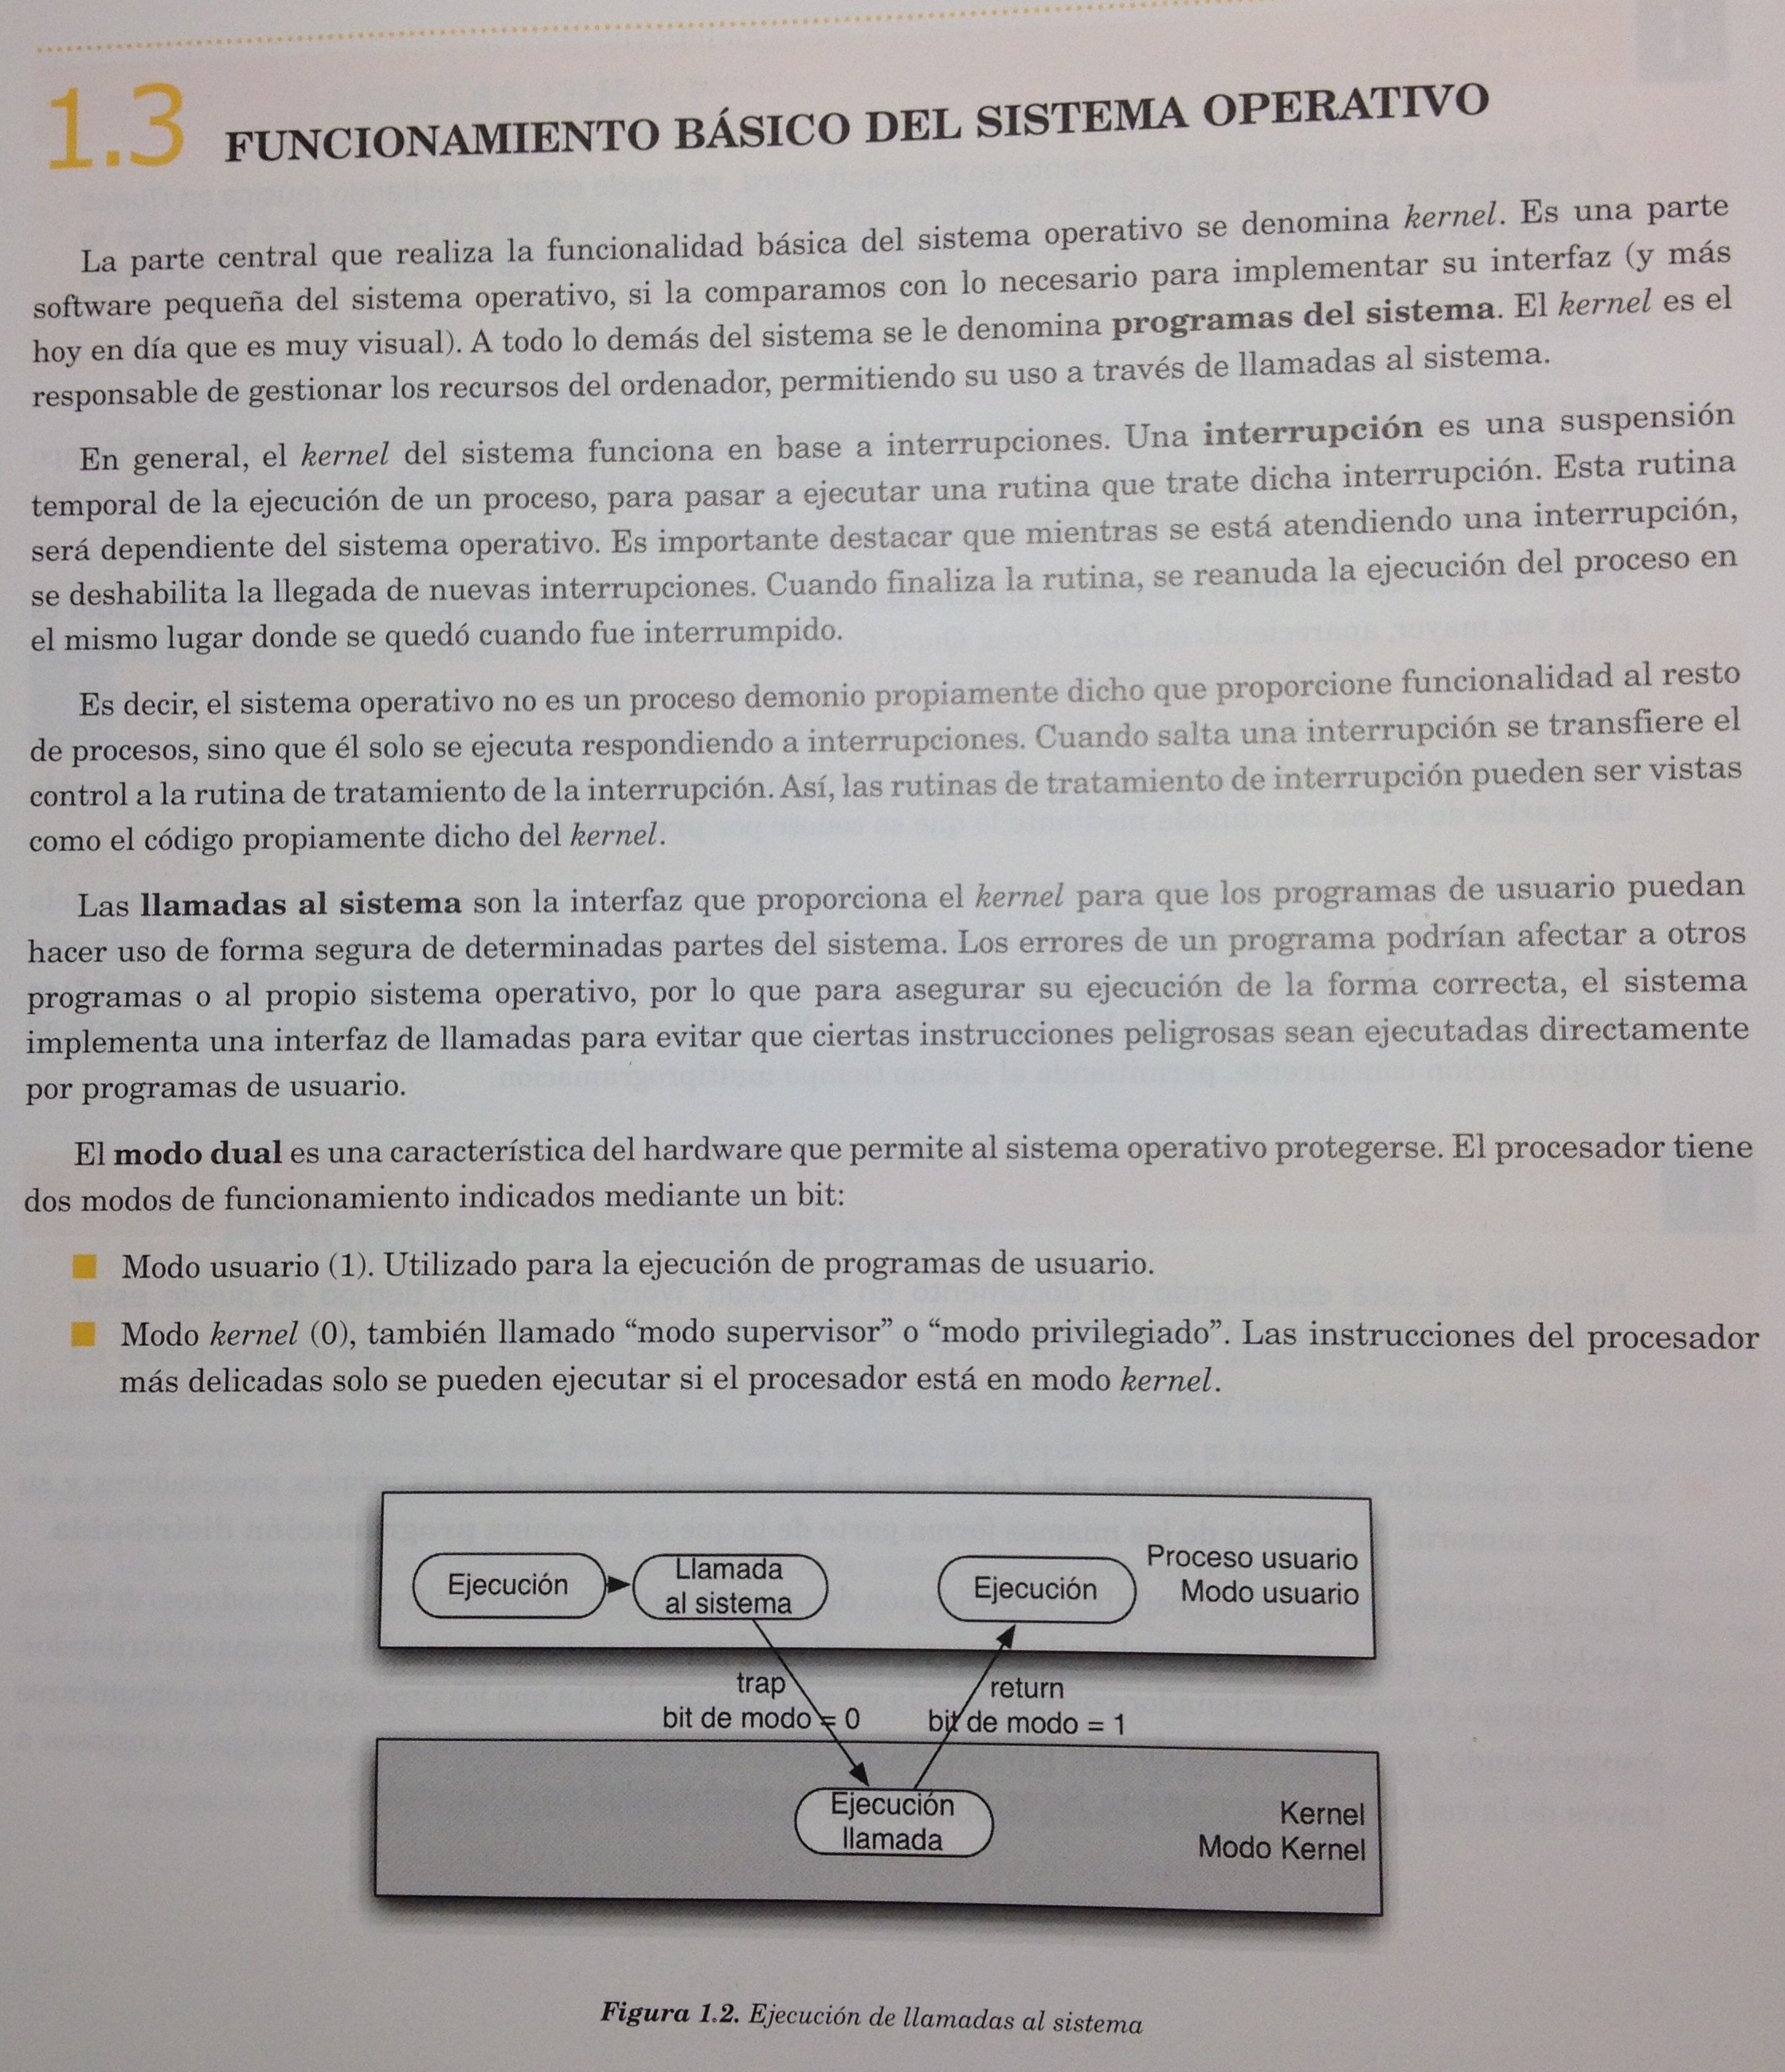 1.3 FUNCIONAMIENTO BÁSICO DEL SISTEMA OPERATIVO
La parte central que realiza la funcionalidad básica del sistema operativo se denomina kernel. Es una parte
software pequeña del sistema operativo, si la comparamos con lo necesario para implementar su interfaz (y más
hoy en día que es muy visual). A todo lo demás del sistema se le denomina programas del sistema. El kernel es el
responsable de gestionar los recursos del ordenador, permitiendo su uso a través de llamadas al sistema.
En general, el kernel del sistema funciona en base a interrupciones. Una interrupción es una suspensión
temporal de la ejecución de un proceso, para pasar a ejecutar una rutina que trate dicha interrupción. Esta rutina
será dependiente del sistema operativo. Es importante destacar que mientras se está atendiendo una interrupción,
se deshabilita la llegada de nuevas interrupciones. Cuando finaliza la rutina, se reanuda la ejecución del proceso en
el mismo lugar donde se quedó cuando fue interrumpido.
Es decir, el sistema operativo no es un proceso demonio propiamente dicho que proporcione funcionalidad al resto
de procesos, sino que él solo se ejecuta respondiendo a interrupciones. Cuando salta una interrupción se transfiere el
control a la rutina de tratamiento de la interrupción. Así, las rutinas de tratamiento de interrupción pueden ser vistas
como el código propiamente dicho del kernel.
Las llamadas al sistema son la interfaz que proporciona el kernel para que los programas de usuario puedan
hacer uso de forma segura de determinadas partes del sistema. Los errores de un programa podrían afectar a otros
programas o al propio sistema operativo, por lo que para asegurar su ejecución de la forma correcta, el sistema
implementa una interfaz de llamadas para evitar que ciertas instrucciones peligrosas sean ejecutadas directamente
por programas de usuario.
El modo dual es una característica del hardware que permite al sistema operativo protegerse. El procesador tiene
dos modos de funcionamiento indicados mediante un bit:
Modo usuario (1). Utilizado para la ejecución de programas de usuario.
Modo kernel (0), también llamado “modo supervisor” o “modo privilegiado”. Las instrucciones del procesador
más delicadas solo se pueden ejecutar si el procesador está en modo kernel.
Ejecución
Llamada
al sistema
Ejecución
Proceso usuario
Modo usuario
trap
bit de modo = 0
return
bit de modo = 1
Ejecución
llamada
Kernel
Modo Kernel
Figura 1.2. Ejecución de llamadas al sistema